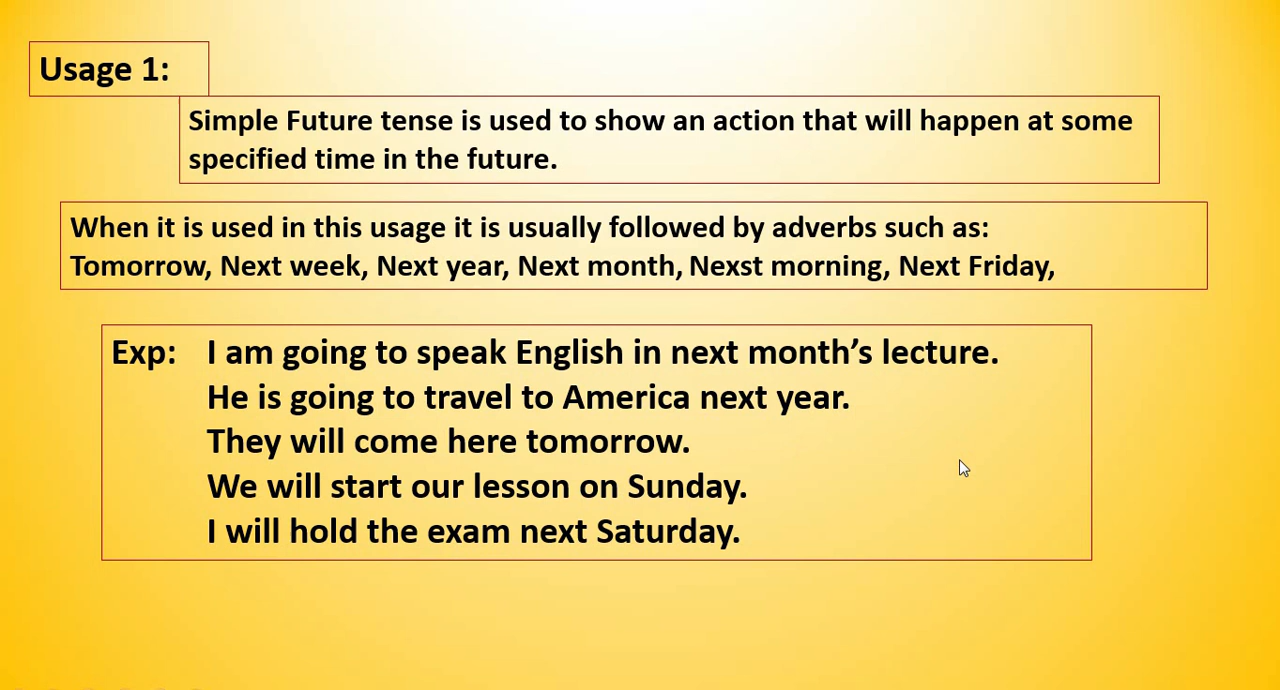 Usage 1:
Simple Future tense is used to show an action that will happen at some
specified time in the future.
When it is used in this usage it is usually followed by adverbs such as:
Tomorrow, Next week, Next year, Next month, Nexst morning, Next Friday,
Exp: I am going to speak English in next month’s lecture.
He is going to travel to America next year.
They will come here tomorrow.
We will start our lesson on Sunday.
I will hold the exam next Saturday.